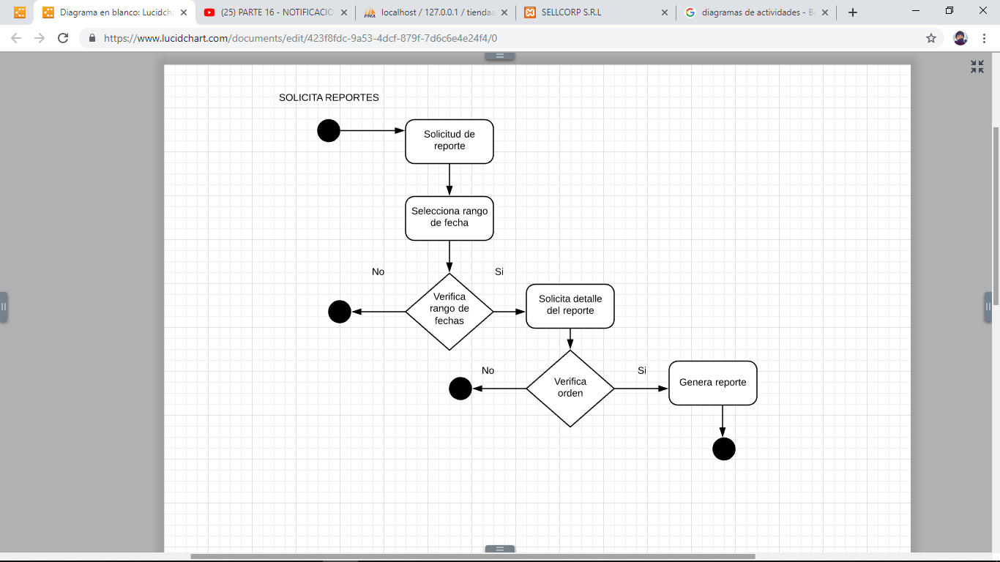 Diagrama en blanco: Lucidcha
(25) PARTE 16 - NOTIFICACIO
localhost / 127.0.0.1 / tienda
SELLCORP S.R.L
diagramas de actividades - B
https://www.lucidchart.com/documents/edit/423f8fdc-9a53-4dcf-879f-7d6c6e4e24f4/0
SOLICITA REPORTES
Solicitud de
reporte
Selecciona rango
de fecha
No
Si
Verifica
rango de
fechas
Solicita detalle
del reporte
No
Si
Verifica
orden
Genera reporte